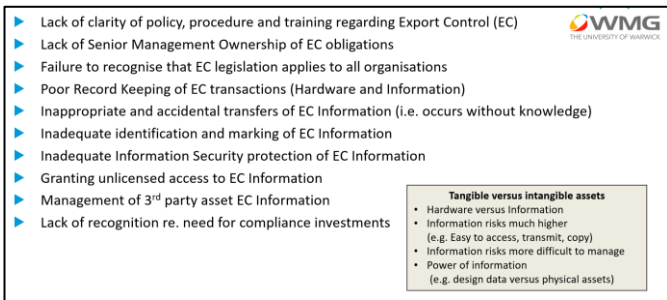 Lack of clarity of policy, procedure and training regarding Export Control (EC)
WMG
THE UNIVERSITY OF WARWICK
Lack of Senior Management Ownership of EC obligations
Failure to recognise that EC legislation applies to all organisations
Poor Record Keeping of EC transactions (Hardware and Information)
Inappropriate and accidental transfers of EC Information (i.e. occurs without knowledge)
Inadequate identification and marking of EC Information
Inadequate Information Security protection of EC Information
Granting unlicensed access to EC Information
Management of 3rd party asset EC Information
Lack of recognition re. need for compliance investments
Tangible versus intangible assets
• Hardware versus Information
• Information risks much higher
(e.g. Easy to access, transmit, copy)
• Information risks more difficult to manage
• Power of information
(e.g. design data versus physical assets)